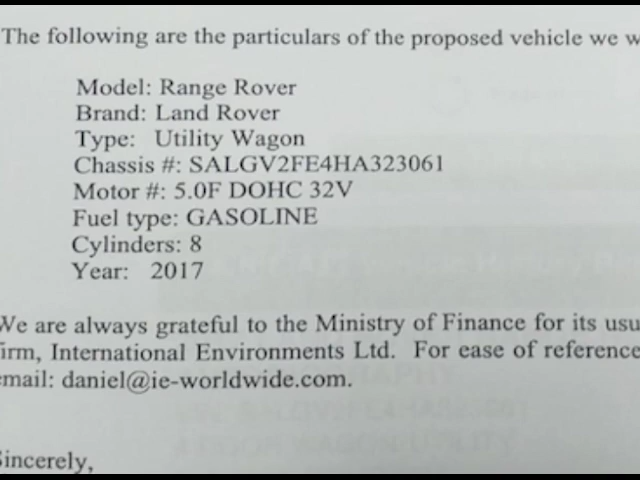 The following are the particulars of the proposed vehicle we
Model: Range Rover
Brand: Land Rover
Type: Utility Wagon
Chassis #: SALGV2FE4HA323061
Motor #: 5.0F DOHC 32V
Fuel type: GASOLINE
Cylinders: 8
Year: 2017
We are always grateful to the Ministry of Finance for its
firm, International Environments Ltd. For ease of reference
email: daniel@ie-worldwide.com.
Sincerely,